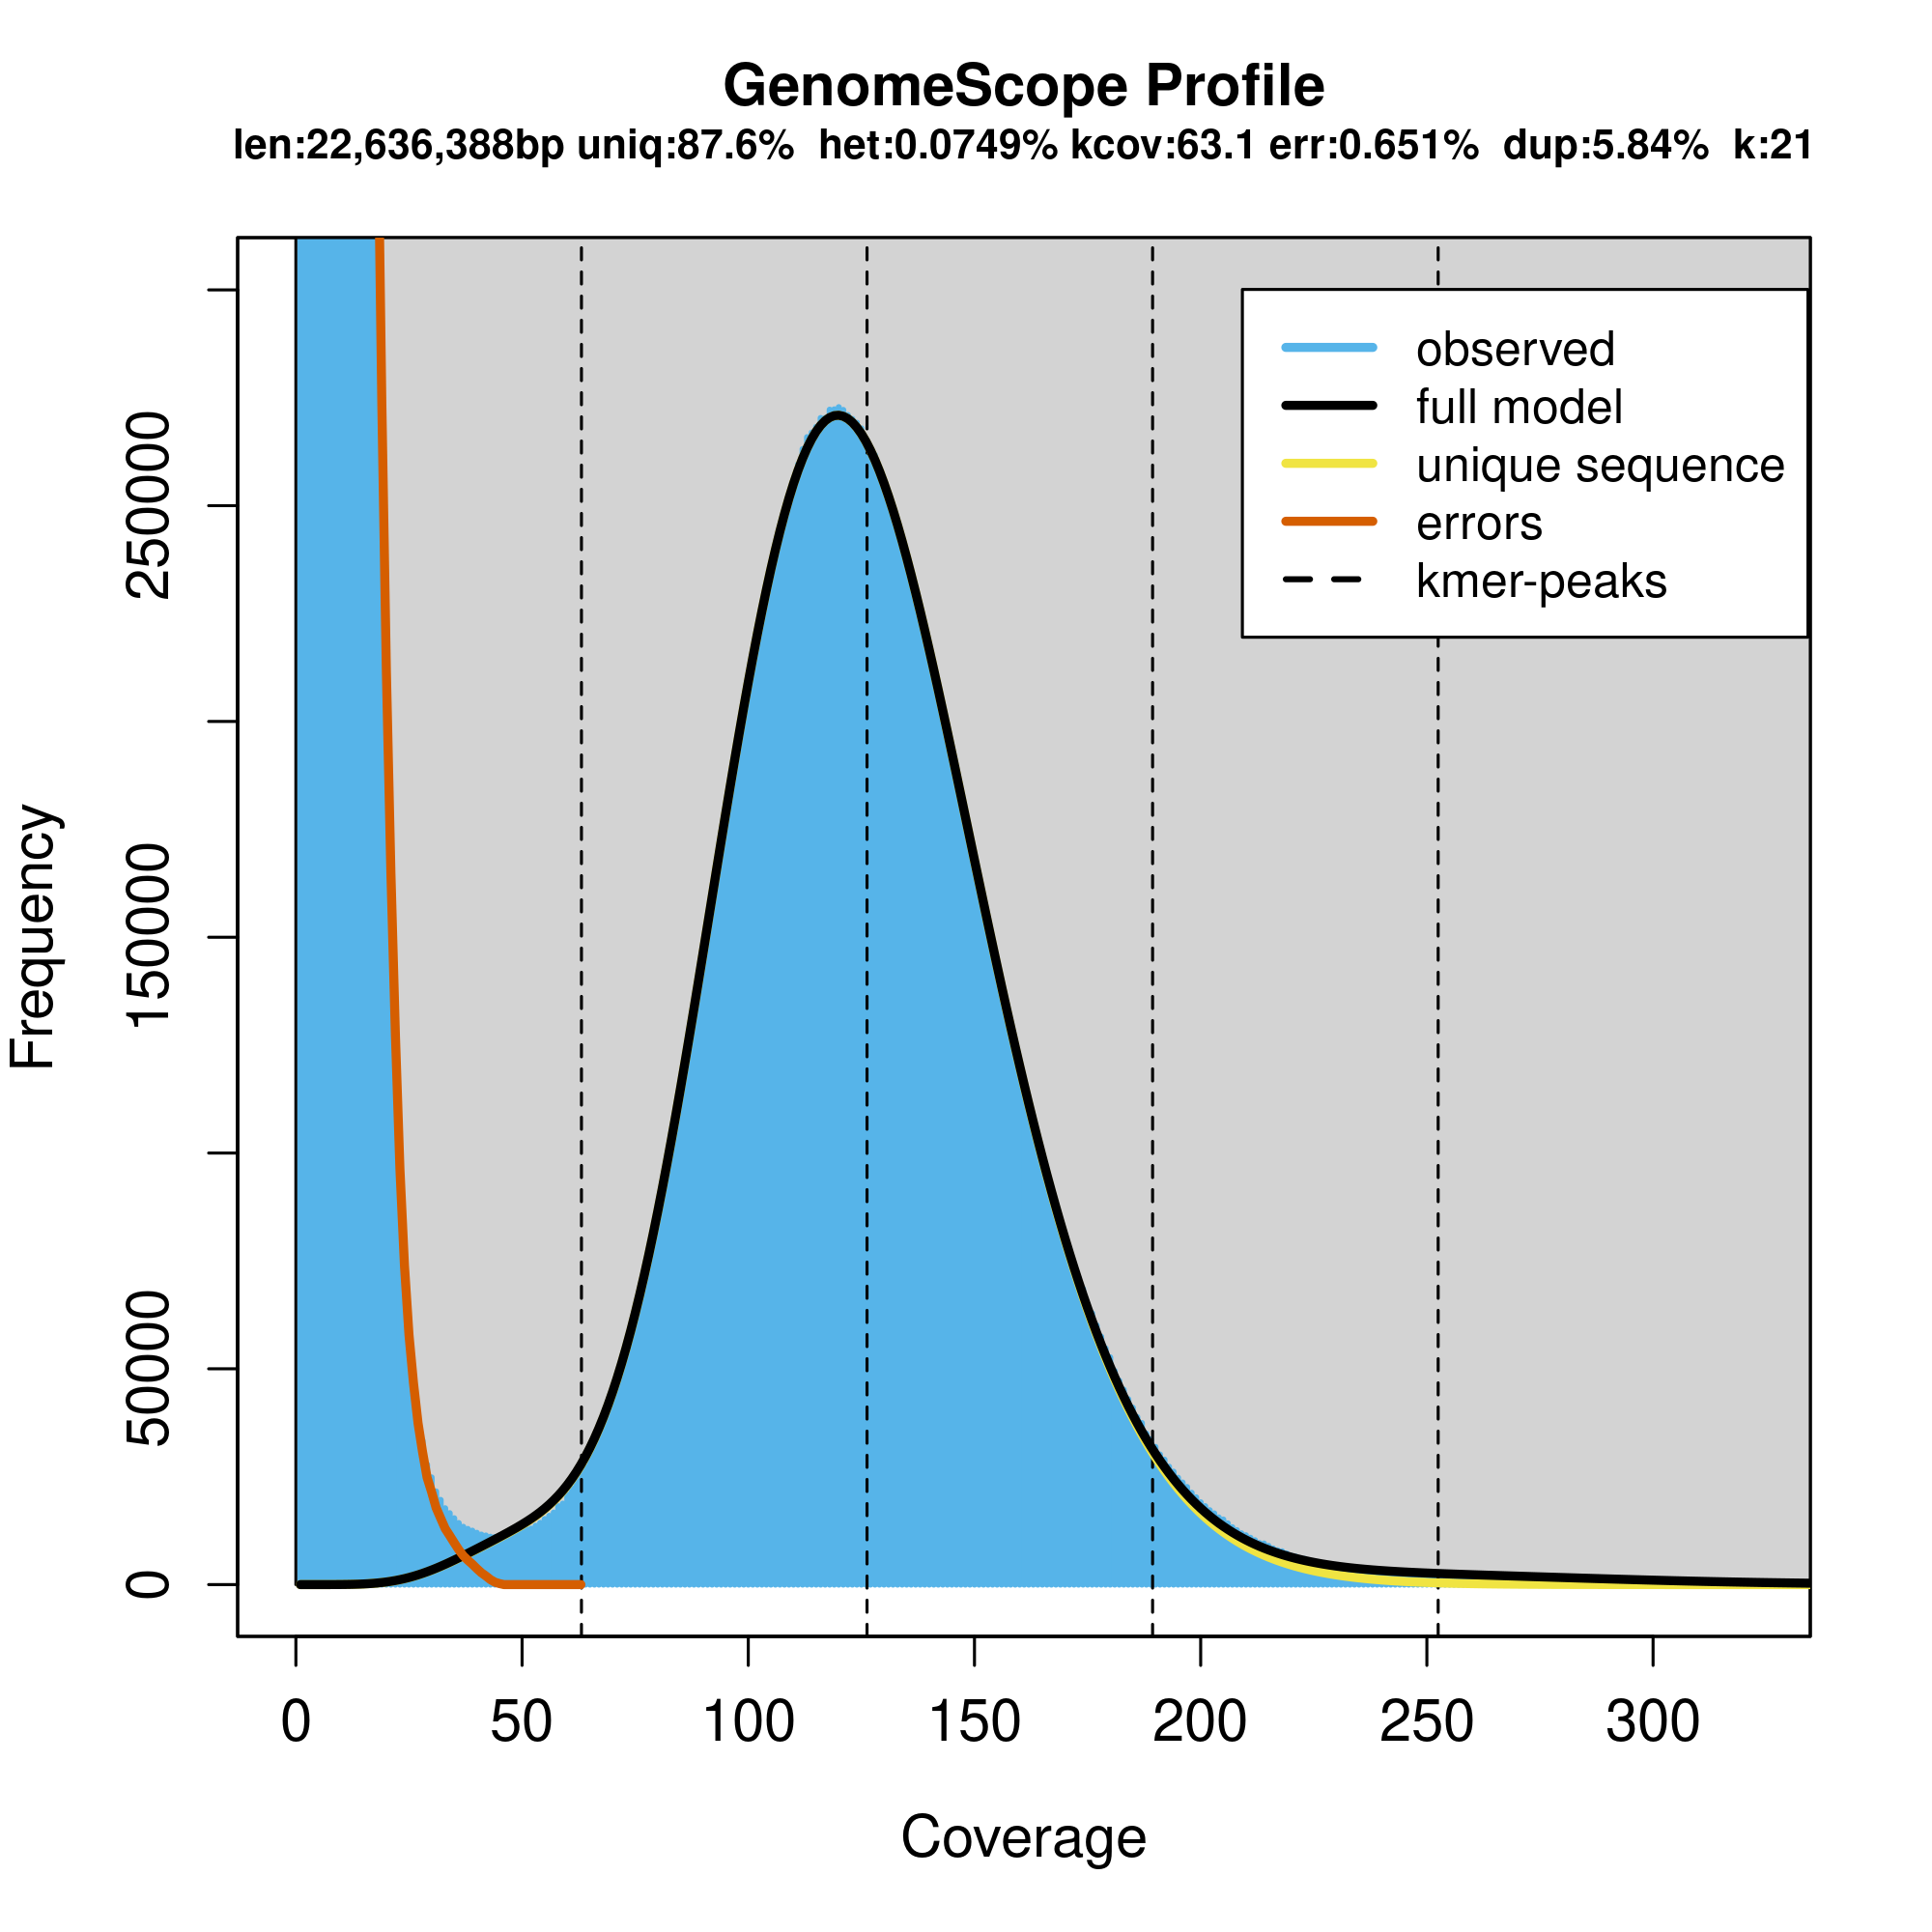 GenomeScope Profile
len:22,636,388bp uniq:87.6% het:0.0749% kcov:63.1 err:0.651% dup:5.84% k:21
observed
full model
unique sequence
errors
kmer-peaks
Frequency
250000
150000
50000
0
0 50 100 150 200 250 300
Coverage